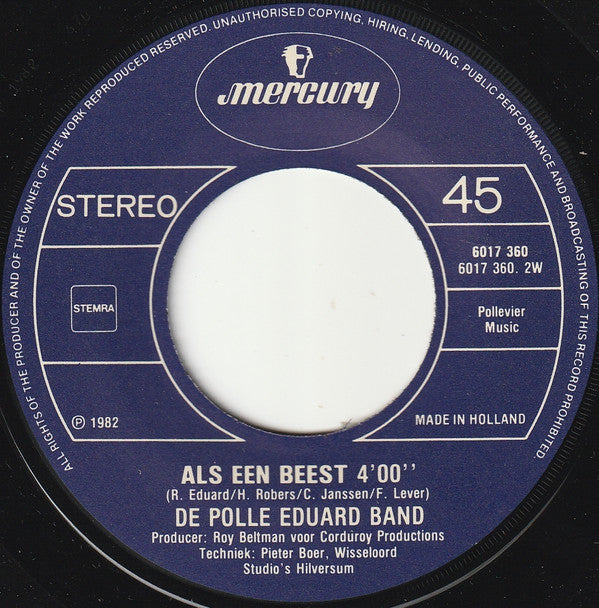 ALL RIGHTS OF THE PRODUCER AND OF THE OWNER OF THE WORK REPRODUCED RESERVED. UNAUTHORISED COPYING, HIRING, LENDING, PUBLIC PERFORMANCE AND BROADCASTING OF THIS RECORD PROHIBITED.
mercury
STEREO
45
6017 360
6017 360. 2W
STEMRA
Pollevier
Music
Ⓟ 1982
MADE IN HOLLAND
ALS EEN BEEST 4'00''
(R. Eduard/H. Robers/C. Janssen/F. Lever)
DE POLLE EDUARD BAND
Producer: Roy Beltman voor Corduroy Productions
Techniek: Pieter Boer, Wisseloord
Studio's Hilversum